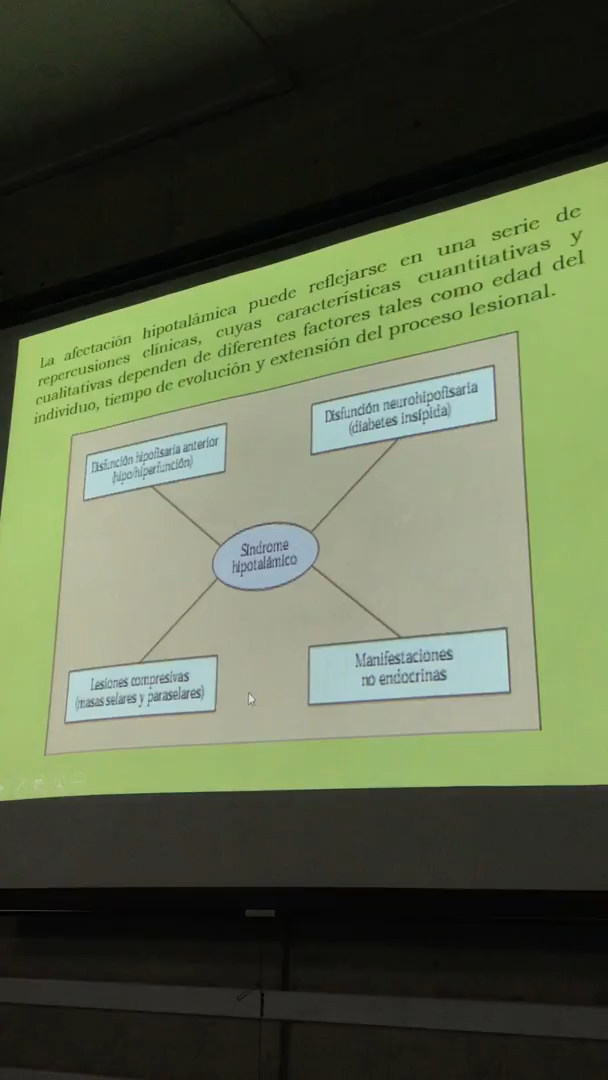 La afectación hipotalámica puede reflejarse en una serie de
repercusiones clínicas, cuyas características cuantitativas y
cualitativas dependen de diferentes factores tales como edad del
individuo, tiempo de evolución y extensión del proceso lesional.
Disfunción hipofisaria anterior
(hipo/hiperfunción)
Disfunción neurohipofisaria
(diabetes insípida)
Síndrome
hipotalámico
Lesiones compresivas
(masas selares y paraselares)
Manifestaciones
no endocrinas